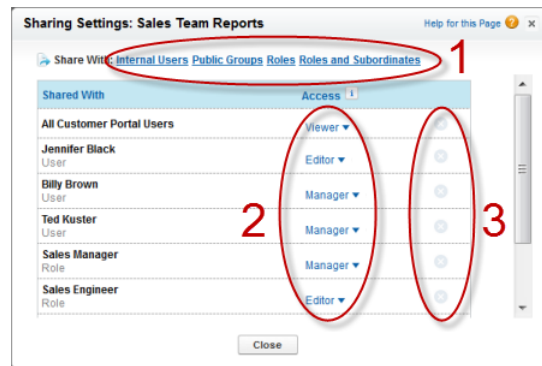 Sharing Settings: Sales Team Reports Help for this Page ? x
Share With: Internal Users Public Groups Roles Roles and Subordinates 1
Shared With Access i
All Customer Portal Users Viewer
Jennifer Black
User Editor
Billy Brown
User Manager
2 3
Ted Kuster
User Manager
Sales Manager
Role Manager
Sales Engineer
Role Editor
Close